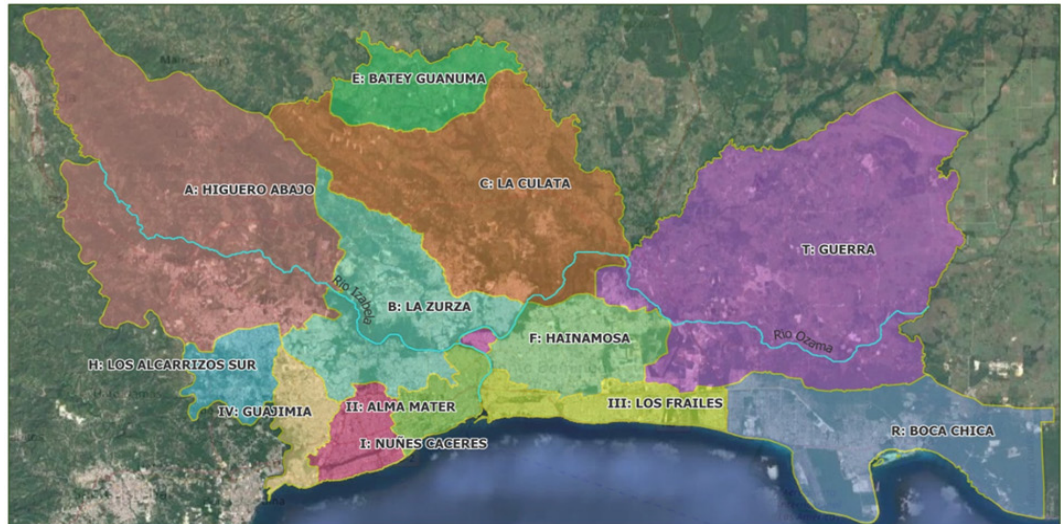 E: BATEY GUANUMA
A: HIGUERO ABAJO
C: LA CULATA
T: GUERRA
Rio Izabela
B: LA ZURZA
F: HAINAMOSA
Rio Ozama
H: LOS ALCARRIZOS SUR
IV: GUAJIMIA
II: ALMA MATER
III: LOS FRAILES
R: BOCA CHICA
I: NUÑES CACERES